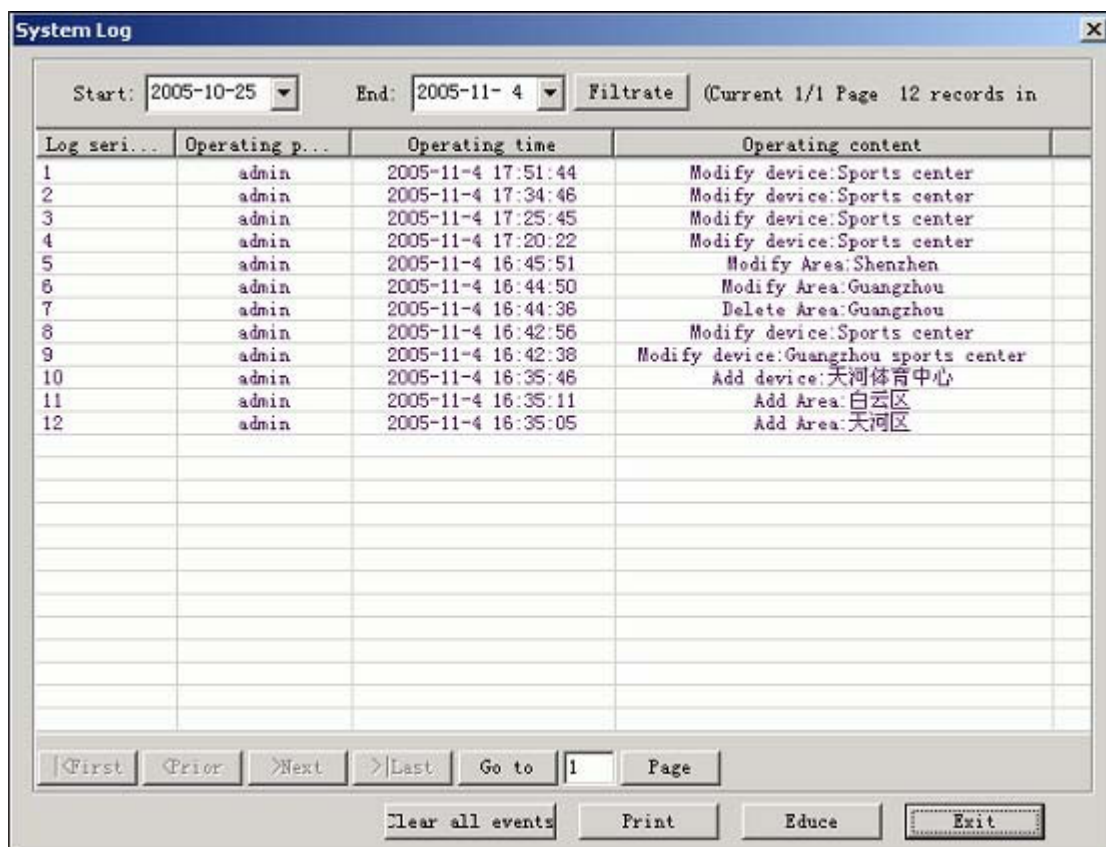 System Log
Start: 2005-10-25 End: 2005-11- 4 Filtrate (Current 1/1 Page 12 records in
Log seri... Operating p... Operating time Operating content
1 admin 2005-11-4 17:51:44 Modify device:Sports center
2 admin 2005-11-4 17:34:46 Modify device:Sports center
3 admin 2005-11-4 17:25:45 Modify device:Sports center
4 admin 2005-11-4 17:20:22 Modify device:Sports center
5 admin 2005-11-4 16:45:51 Modify Area:Shenzhen
6 admin 2005-11-4 16:44:50 Modify Area:Guangzhou
7 admin 2005-11-4 16:44:36 Delete Area:Guangzhou
8 admin 2005-11-4 16:42:56 Modify device:Sports center
9 admin 2005-11-4 16:42:38 Modify device:Guangzhou sports center
10 admin 2005-11-4 16:35:46 Add device:天河体育中心
11 admin 2005-11-4 16:35:11 Add Area:白云区
12 admin 2005-11-4 16:35:05 Add Area:天河区
|<First <Prior >Next >|Last Go to 1 Page
Clear all events Print Educe Exit